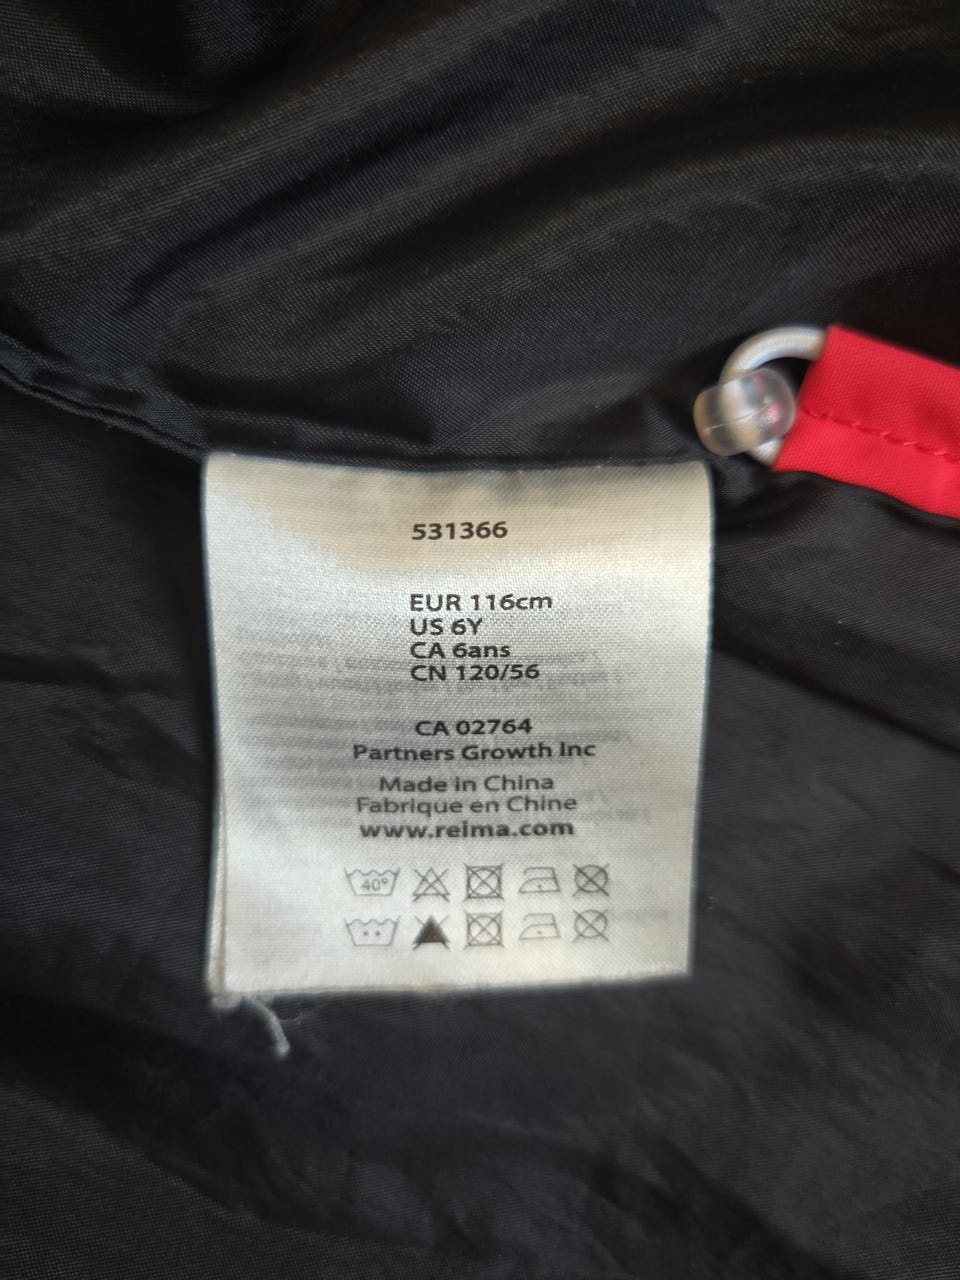 531366
EUR 116cm
US 6Y
CA 6ans
CN 120/56
CA 02764
Partners Growth Inc
Made in China
Fabrique en Chine
www.reima.com
40°